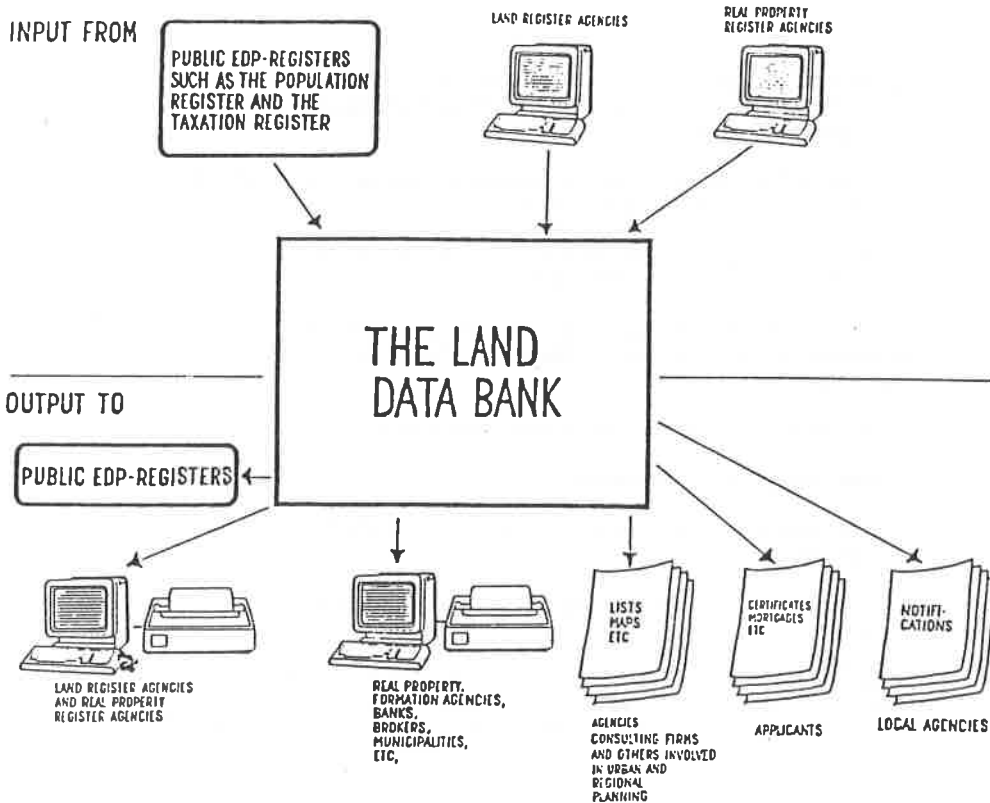 INPUT FROM
PUBLIC EDP-REGISTERS
SUCH AS THE POPULATION
REGISTER AND THE
TAXATION REGISTER
LAND REGISTER AGENCIES
REAL PROPERTY
REGISTER AGENCIES
THE LAND
DATA BANK
OUTPUT TO
PUBLIC EDP-REGISTERS
LAND REGISTER AGENCIES
AND REAL PROPERTY
REGISTER AGENCIES
REAL PROPERTY,
FORMATION AGENCIES,
BANKS,
BROKERS,
MUNICIPALITIES,
ETC,
LISTS
MAPS
ETC
AGENCIES
CONSULTING FIRMS
AND OTHERS INVOLVED
IN URBAN AND
REGIONAL
PLANNING
CERTIFICATES
MORTGAGES
ETC
APPLICANTS
NOTIFI-
CATIONS
LOCAL AGENCIES